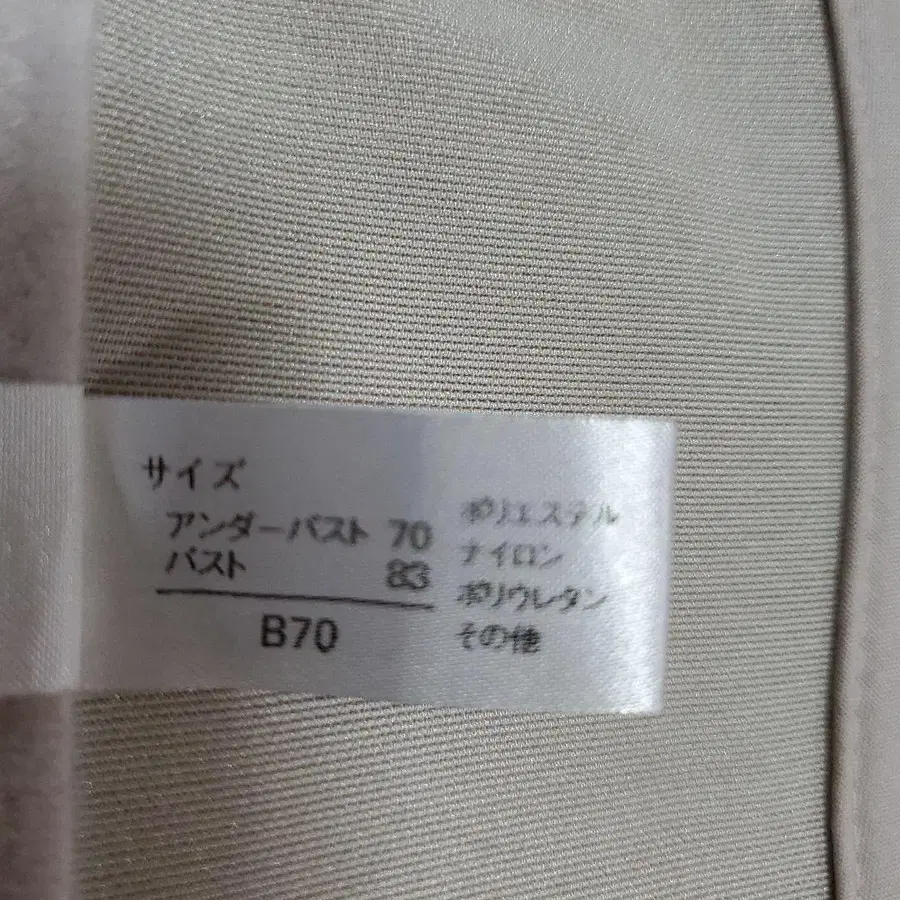 サイズ
アンダーバスト 70
バスト 83
B70
ポリエステル
ナイロン
ポリウレタン
その他